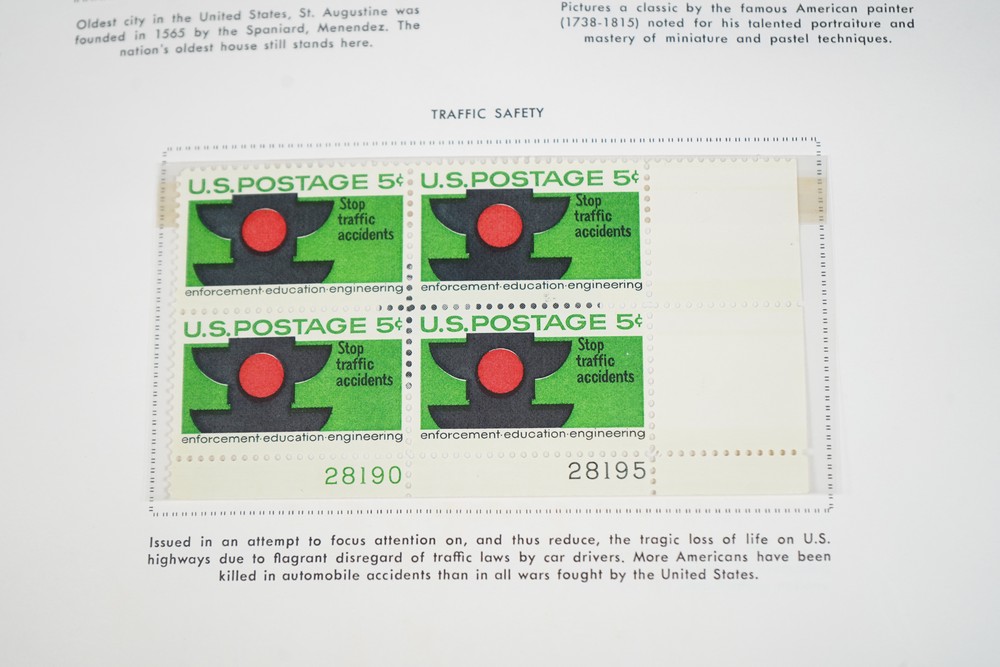 Oldest city in the United States, St. Augustine was
founded in 1565 by the Spaniard, Menendez. The
nation's oldest house still stands here.
Pictures a classic by the famous American painter
(1738-1815) noted for his talented portraiture and
mastery of miniature and pastel techniques.
TRAFFIC SAFETY
U.S. POSTAGE 5¢
Stop
traffic
accidents
enforcement·education·engineering
U.S. POSTAGE 5¢
Stop
traffic
accidents
enforcement·education·engineering
U.S. POSTAGE 5¢
Stop
traffic
accidents
enforcement·education·engineering
U.S. POSTAGE 5¢
Stop
traffic
accidents
enforcement·education·engineering
28190
28195
Issued in an attempt to focus attention on, and thus reduce, the tragic loss of life on U.S.
highways due to flagrant disregard of traffic laws by car drivers. More Americans have been
killed in automobile accidents than in all wars fought by the United States.